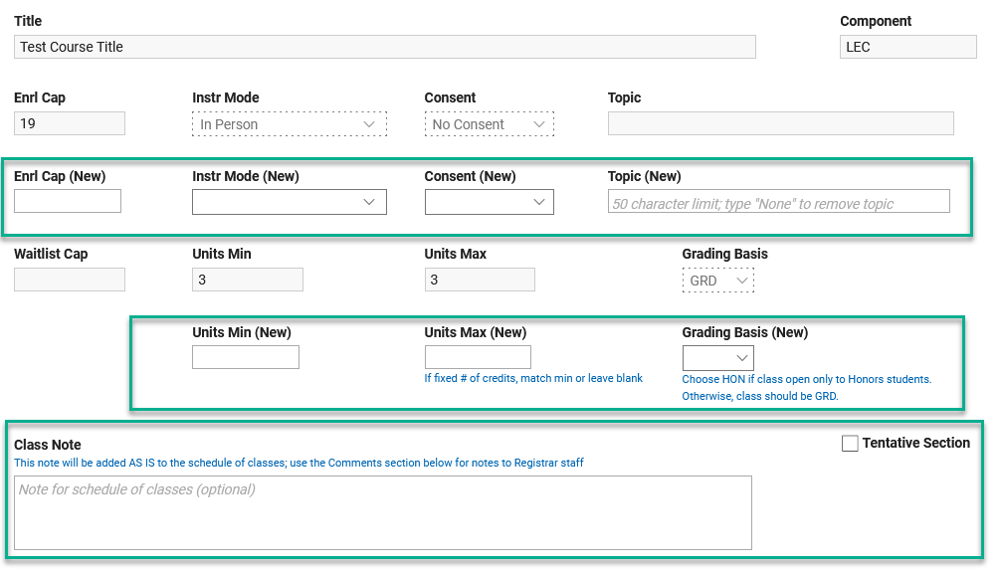 Title Component
Test Course Title LEC
Enrl Cap Instr Mode Consent Topic
19 In Person No Consent
Enrl Cap (New) Instr Mode (New) Consent (New) Topic (New)
50 character limit; type "None" to remove topic
Waitlist Cap Units Min Units Max Grading Basis
3 3 GRD
Units Min (New) Units Max (New) Grading Basis (New)
If fixed # of credits, match min or leave blank Choose HON if class open only to Honors students.
Otherwise, class should be GRD.
Class Note Tentative Section
This note will be added AS IS to the schedule of classes; use the Comments section below for notes to Registrar staff
Note for schedule of classes (optional)